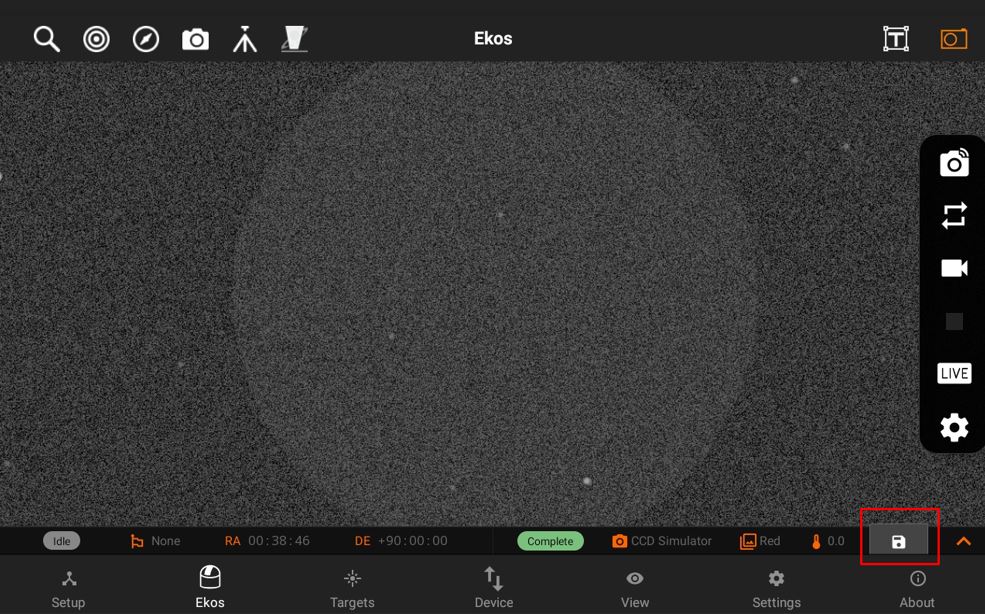 Ekos
T
LIVE
Idle None RA 00:38:46 DE +90:00:00 Complete CCD Simulator Red 0.0
Setup Ekos Targets Device View Settings About